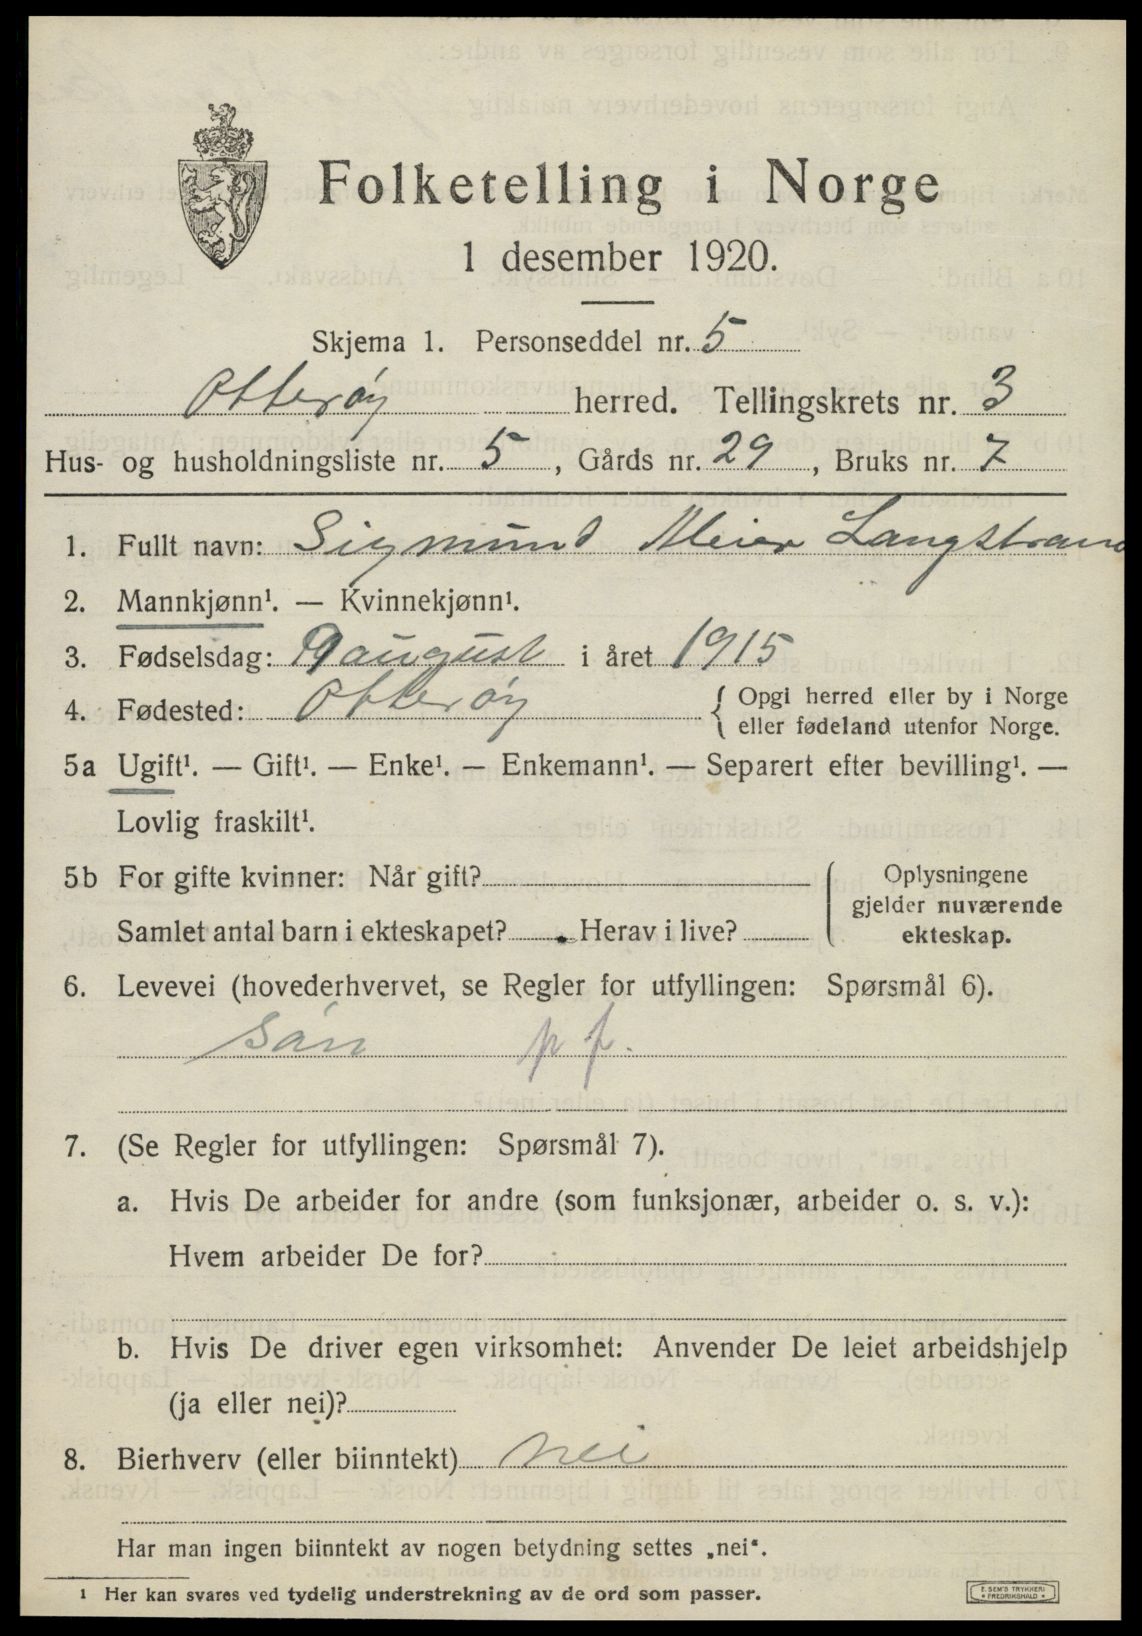 Folketelling i Norge
1 desember 1920.
Skjema 1. Personseddel nr. 5
Otterøy herred. Tellingskrets nr. 3
Hus- og husholdningsliste nr. 5, Gårds nr. 29, Bruks nr. 7
1. Fullt navn: Sigmund Meier Langstrand
2. Mannkjønn¹. — Kvinnekjønn¹.
3. Fødselsdag: 9 august i året 1915
4. Fødested: Otterøy { Opgi herred eller by i Norge
eller fødeland utenfor Norge.
5a Ugift¹. — Gift¹. — Enke¹. — Enkemann¹. — Separert efter bevilling¹. —
Lovlig fraskilt¹.
5b For gifte kvinner: Når gift?
Samlet antal barn i ekteskapet? Herav i live?
Oplysningene
gjelder nuværende
ekteskap.
6. Levevei (hovederhvervet, se Regler for utfyllingen: Spørsmål 6).
sön p f.
7. (Se Regler for utfyllingen: Spørsmål 7).
a. Hvis De arbeider for andre (som funksjonær, arbeider o. s. v.):
Hvem arbeider De for?
b. Hvis De driver egen virksomhet: Anvender De leiet arbeidshjelp
(ja eller nei)?
8. Bierhverv (eller biinntekt) nei
Har man ingen biinntekt av nogen betydning settes „nei“.
¹ Her kan svares ved tydelig understrekning av de ord som passer.
E. SEM'S TRYKKERI
FREDRIKSHALD